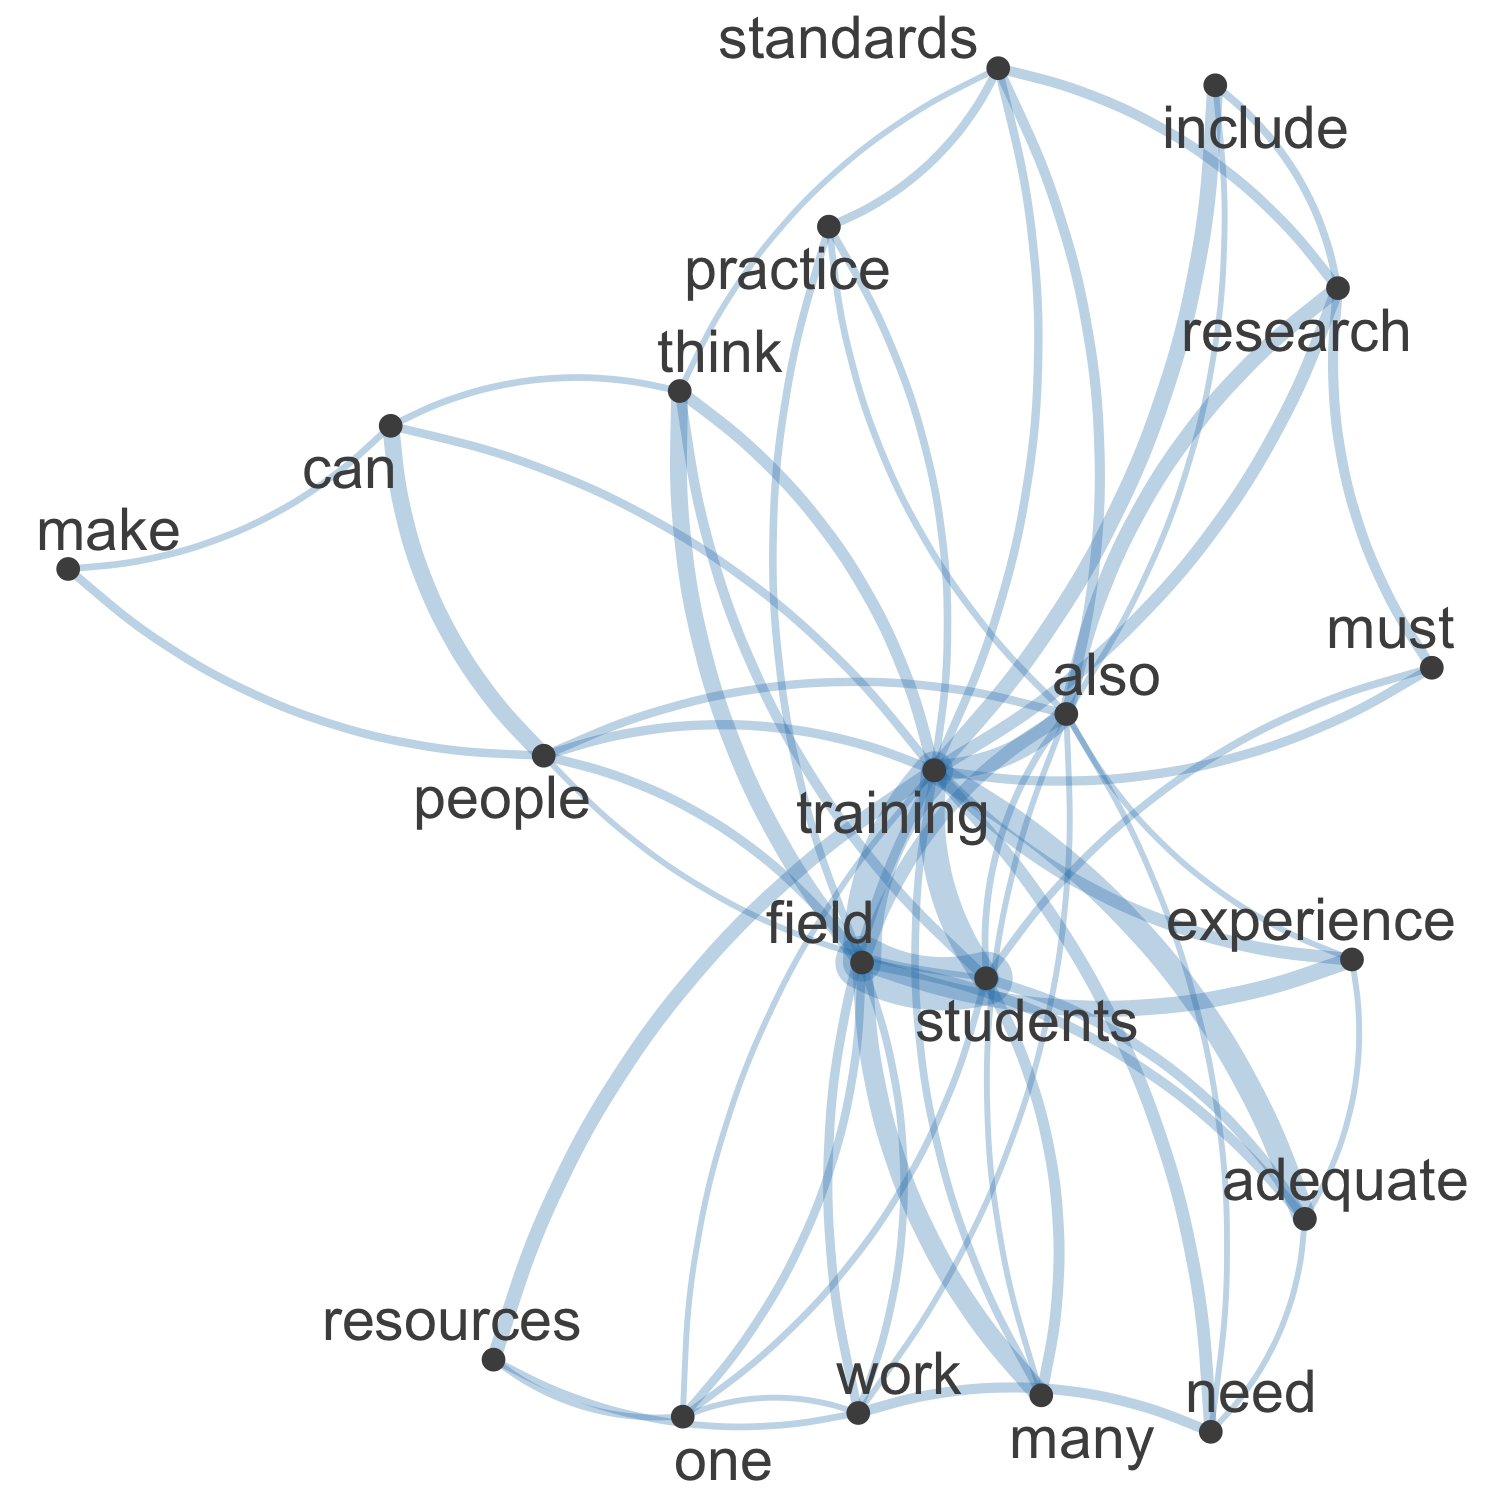 standards
include
practice
research
think
can
make
must
also
people
training
field
experience
students
adequate
resources
work
need
many
one